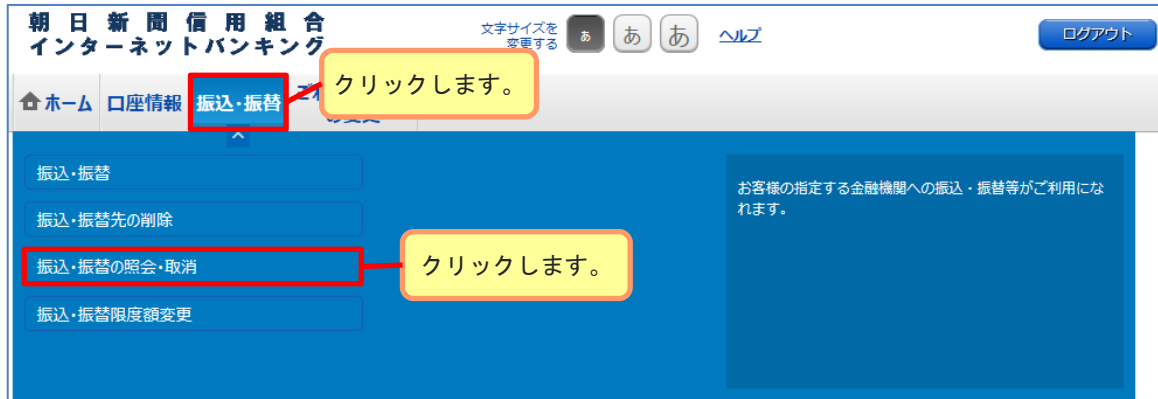 朝日新聞信用組合
インターネットバンキング
文字サイズを
変更する
あ
あ
あ
ヘルプ
ログアウト
クリックします。
ホーム
口座情報
振込・振替
振込・振替
お客様の指定する金融機関への振込・振替等がご利用にな
れます。
振込・振替先の削除
振込・振替の照会・取消
クリックします。
振込・振替限度額変更